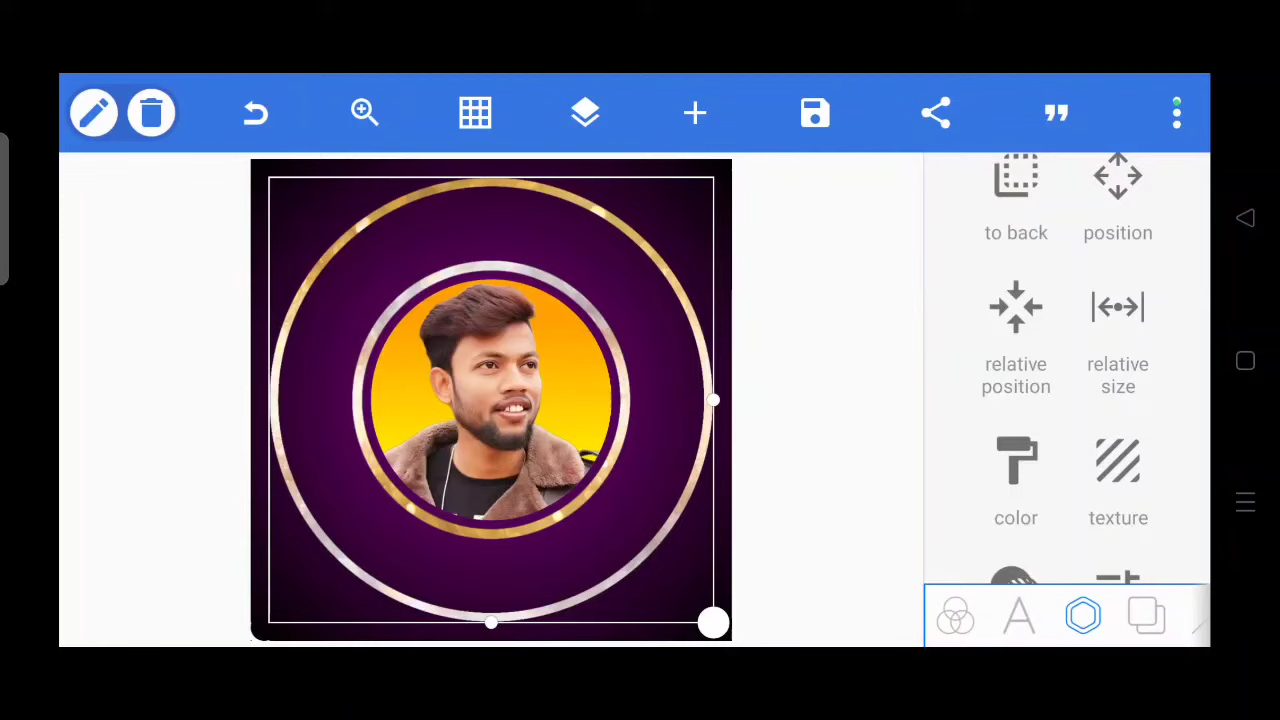 to back
position
relative
position
relative
size
color
texture